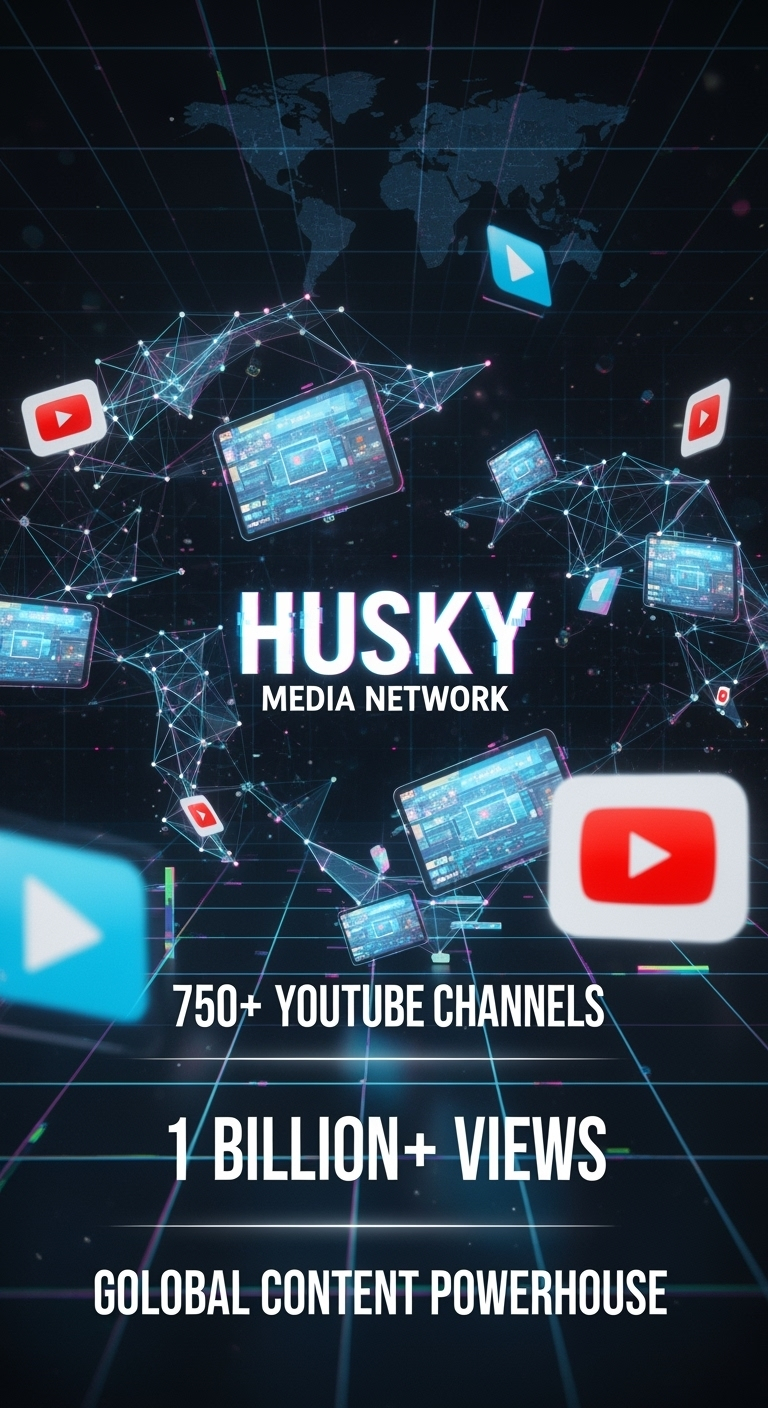 HUSKY
MEDIA NETWORK
750+ YOUTUBE CHANNELS
1 BILLION+ VIEWS
GOLOBAL CONTENT POWERHOUSE